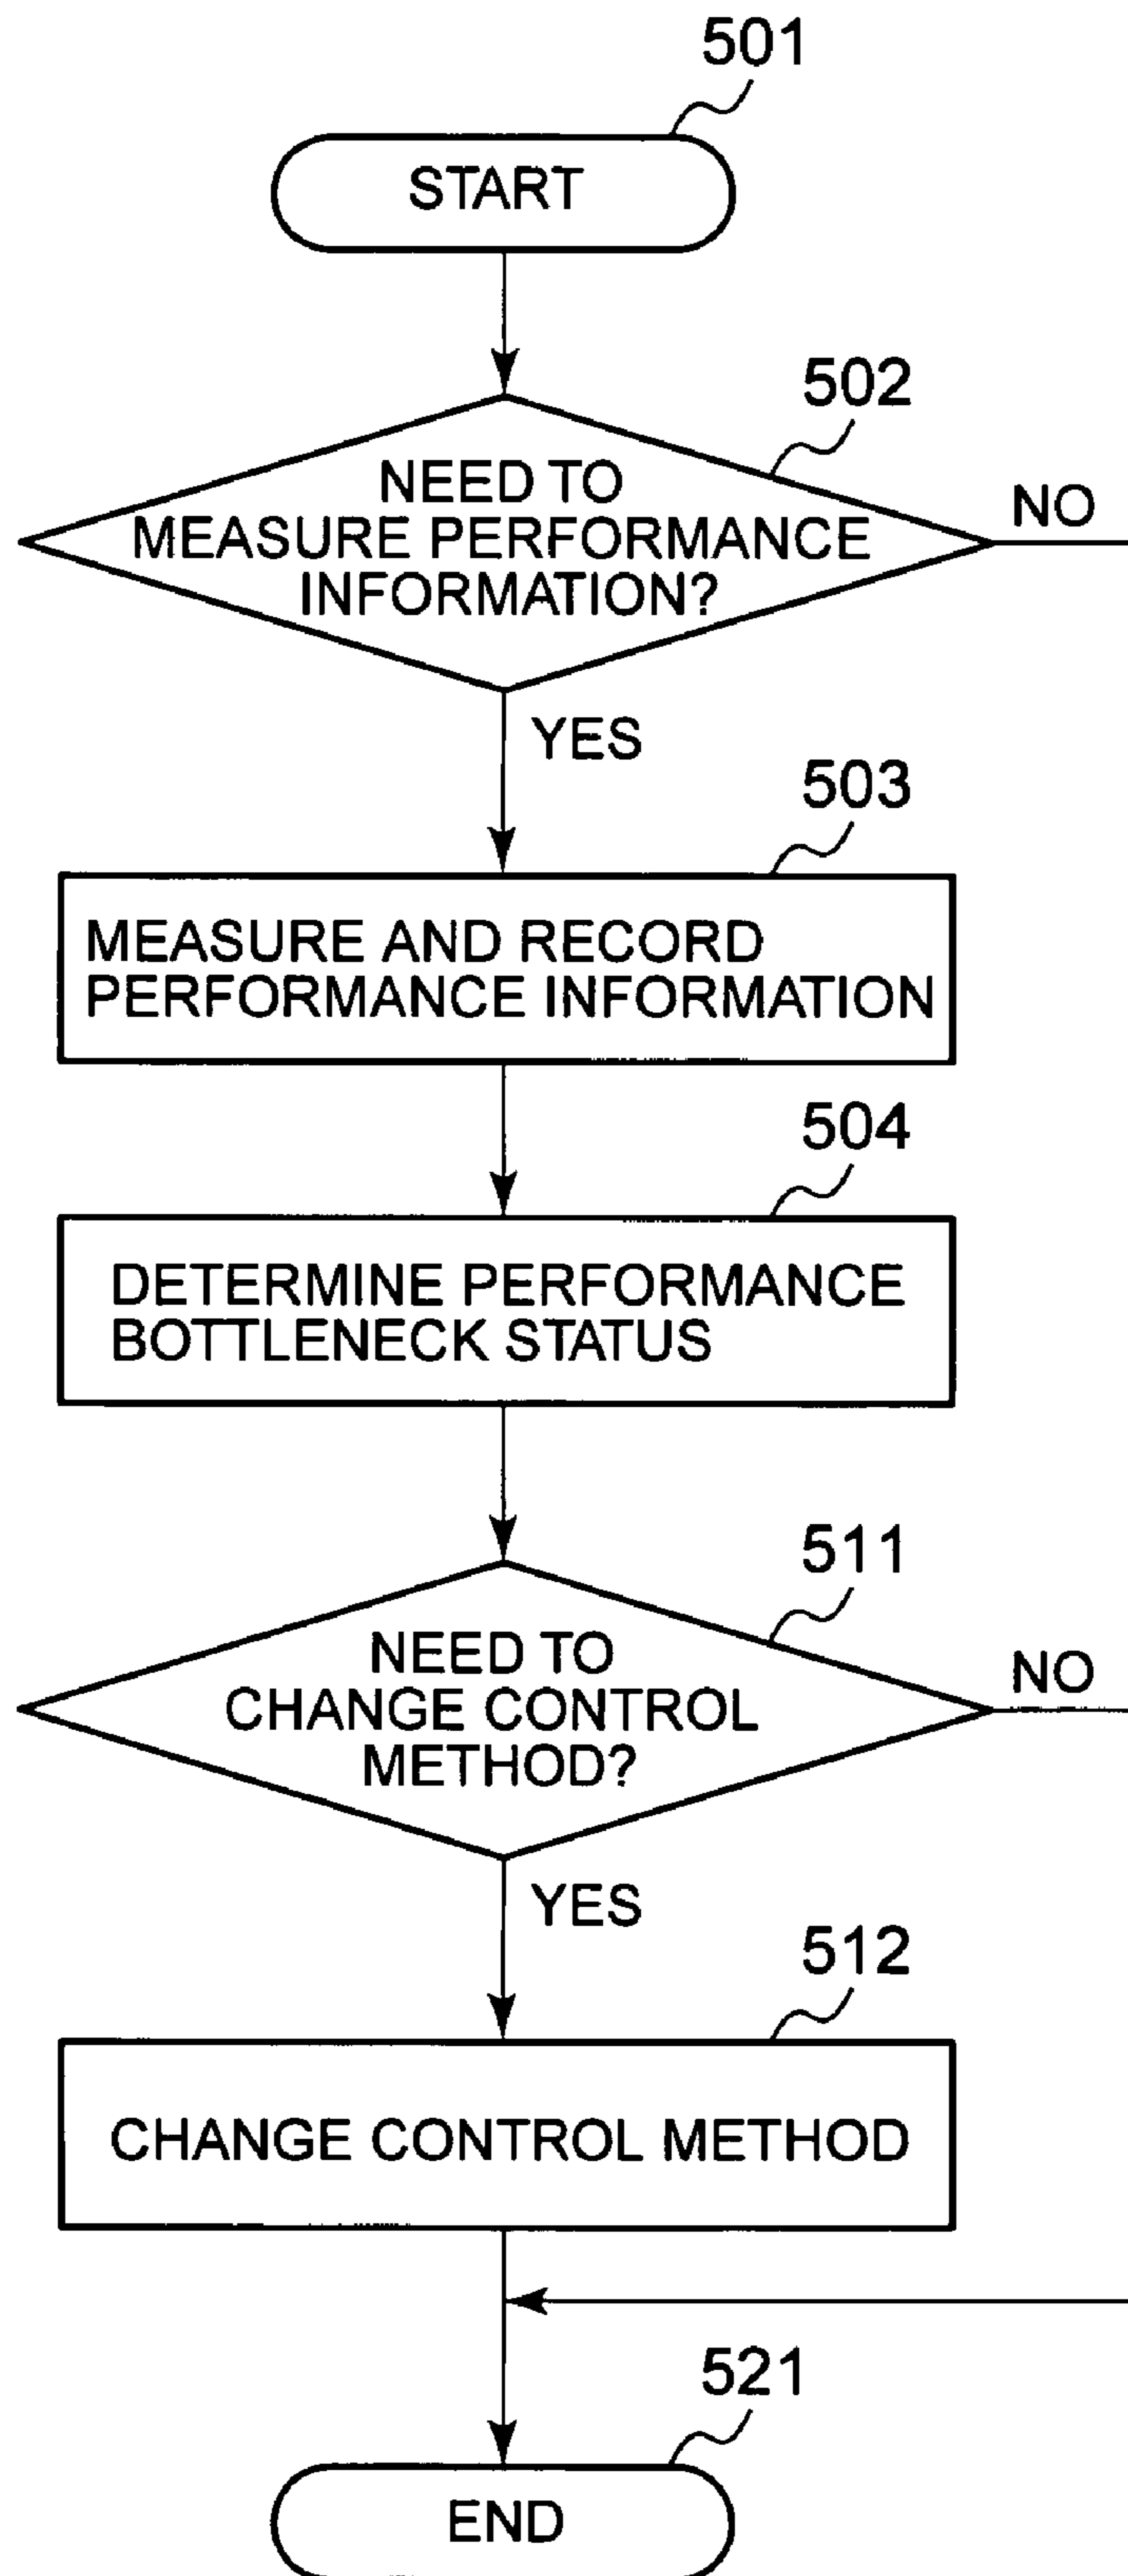 501
START
502
NEED TO
MEASURE PERFORMANCE
INFORMATION?
NO
YES
503
MEASURE AND RECORD
PERFORMANCE INFORMATION
504
DETERMINE PERFORMANCE
BOTTLENECK STATUS
511
NEED TO
CHANGE CONTROL
METHOD?
NO
YES
512
CHANGE CONTROL METHOD
521
END